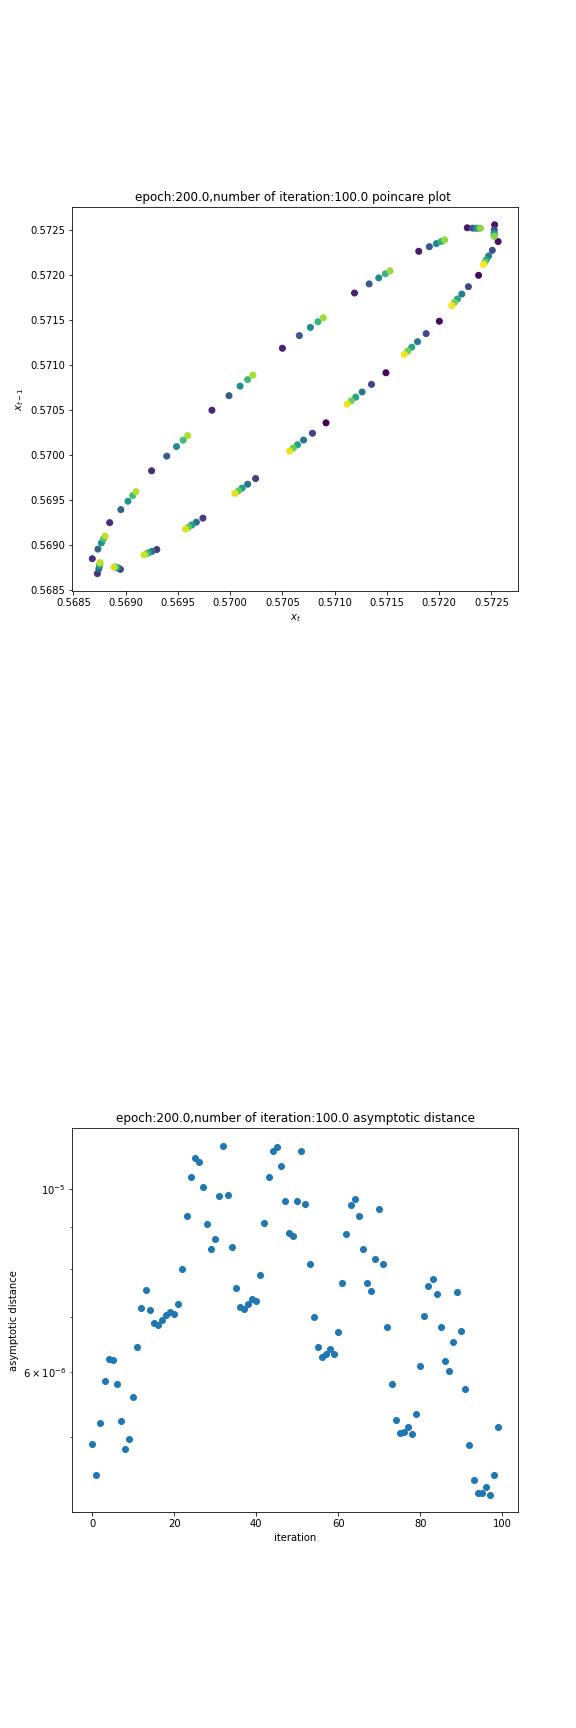 epoch:200.0,number of iteration:100.0 poincare plot
0.5725
0.5720
0.5715
0.5710
0.5705
0.5700
0.5695
0.5690
0.5685
x_{t-1}
0.5685 0.5690 0.5695 0.5700 0.5705 0.5710 0.5715 0.5720 0.5725
x_t
epoch:200.0,number of iteration:100.0 asymptotic distance
10^{-5}
6 × 10^{-6}
asymptotic distance
0 20 40 60 80 100
iteration